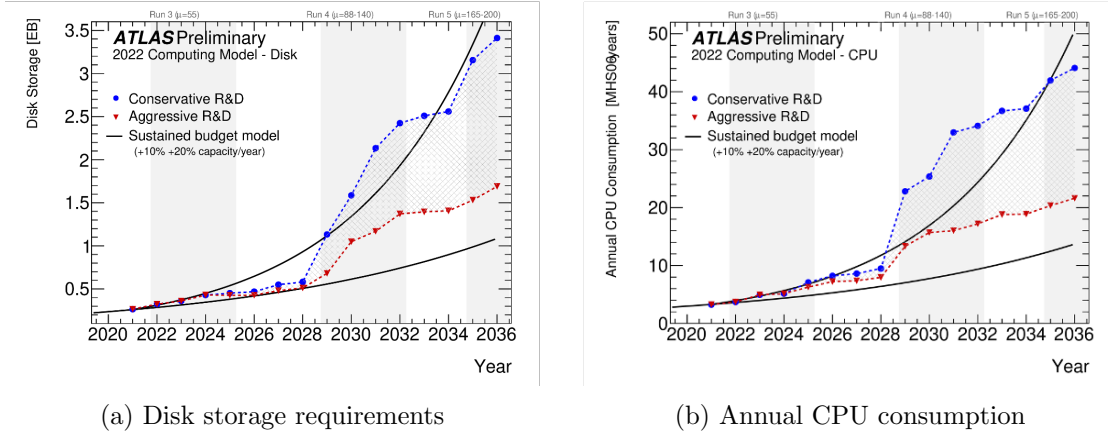 Run 3 (μ=55)
Run 4 (μ=88-140)
Run 5 (μ=165-200)
ATLAS Preliminary
2022 Computing Model - Disk
Conservative R&D
Aggressive R&D
Sustained budget model
(+10% +20% capacity/year)
Disk Storage [EB]
3.5
3
2.5
2
1.5
1
0.5
2020 2022 2024 2026 2028 2030 2032 2034 2036
Year
(a) Disk storage requirements
Run 3 (μ=55)
Run 4 (μ=88-140)
Run 5 (μ=165-200)
ATLAS Preliminary
2022 Computing Model - CPU
Conservative R&D
Aggressive R&D
Sustained budget model
(+10% +20% capacity/year)
Annual CPU Consumption
50
40
30
20
10
0
2020 2022 2024 2026 2028 2030 2032 2034 2036
Year
(b) Annual CPU consumption